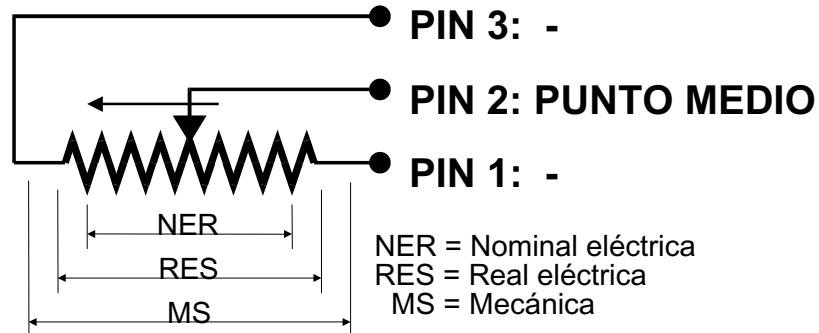 PIN 3: -
PIN 2: PUNTO MEDIO
PIN 1: -
NER
RES
MS
NER = Nominal eléctrica
RES = Real eléctrica
MS = Mecánica